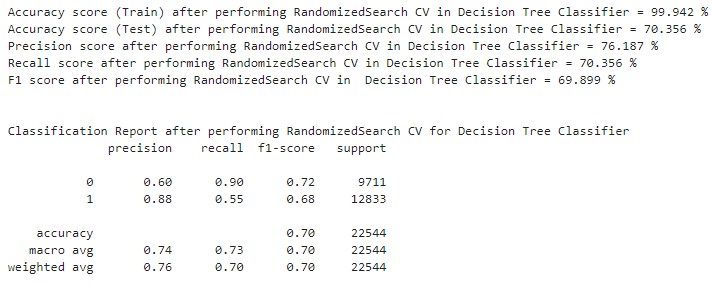 Accuracy score (Train) after performing RandomizedSearch CV in Decision Tree Classifier = 99.942 %
Accuracy score (Test) after performing RandomizedSearch CV in Decision Tree Classifier = 70.356 %
Precision score after performing RandomizedSearch CV in Decision Tree Classifier = 76.187 %
Recall score after performing RandomizedSearch CV in Decision Tree Classifier = 70.356 %
F1 score after performing RandomizedSearch CV in  Decision Tree Classifier = 69.899 %
Classification Report after performing RandomizedSearch CV for Decision Tree Classifier
precision recall f1-score support
0 0.60 0.90 0.72 9711
1 0.88 0.55 0.68 12833
accuracy 0.70 22544
macro avg 0.74 0.73 0.70 22544
weighted avg 0.76 0.70 0.70 22544